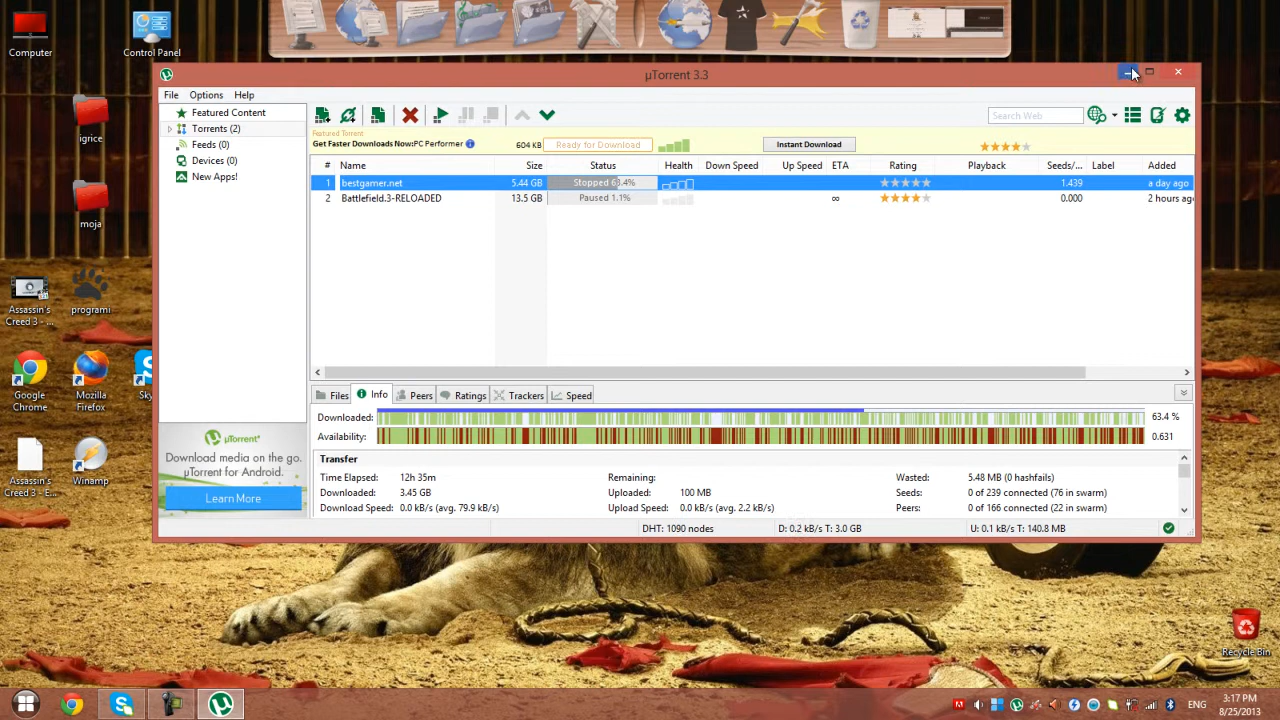 Computer
Control Panel
igrice
moja
Assassin's
Creed 3 - ...
programi
Google
Chrome
Mozilla
Firefox
Sky
Assassin's
Creed 3 - E...
Winamp
µTorrent 3.3
File Options Help
Featured Content
Torrents (2)
Feeds (0)
Devices (0)
New Apps!
Search Web
Featured Torrent
Get Faster Downloads Now:PC Performer 604 KB Ready for Download Instant Download
# Name Size Status Health Down Speed Up Speed ETA Rating Playback Seeds/... Label Added
1 bestgamer.net 5.44 GB Stopped 63.4% 1.439 a day ago
2 Battlefield.3-RELOADED 13.5 GB Paused 1.1% ∞ 0.000 2 hours ago
Files Info Peers Ratings Trackers Speed
Downloaded: 63.4 %
Availability: 0.631
Transfer
Time Elapsed: 12h 35m Remaining: Wasted: 5.48 MB (0 hashfails)
Downloaded: 3.45 GB Uploaded: 100 MB Seeds: 0 of 239 connected (76 in swarm)
Download Speed: 0.0 kB/s (avg. 79.9 kB/s) Upload Speed: 0.0 kB/s (avg. 2.2 kB/s) Peers: 0 of 166 connected (22 in swarm)
DHT: 1090 nodes D: 0.2 kB/s T: 3.0 GB U: 0.1 kB/s T: 140.8 MB
µTorrent
Download media on the go.
µTorrent for Android.
Learn More
Recycle Bin
ENG
3:17 PM
8/25/2013